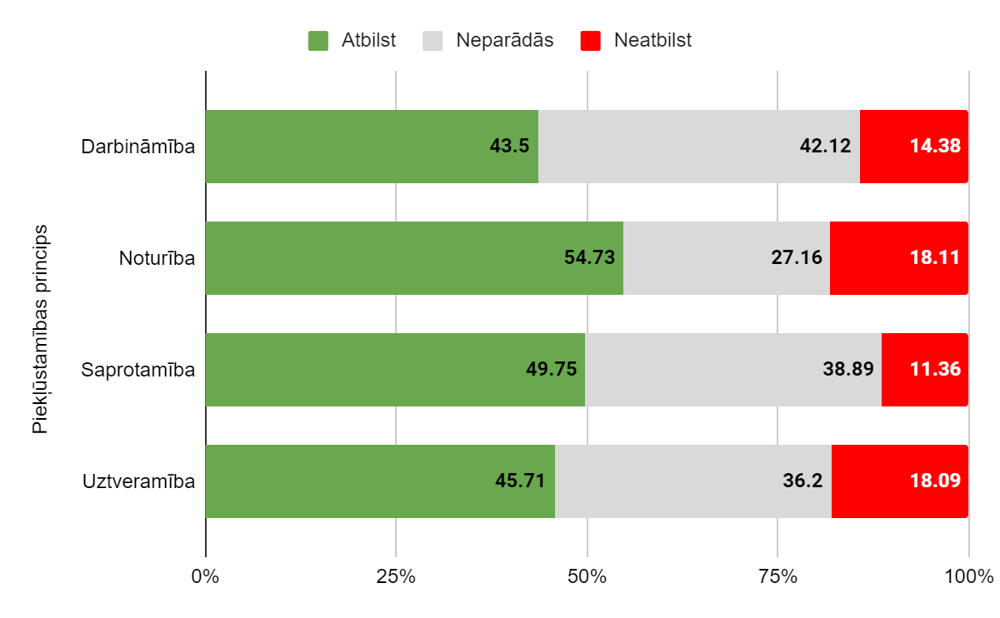 Atbilst Neparādās Neatbilst
Darbināmība 43.5 42.12 14.38
Noturība 54.73 27.16 18.11
Saprotamība 49.75 38.89 11.36
Uztveramība 45.71 36.2 18.09
Piekļūstamības princips
0% 25% 50% 75% 100%